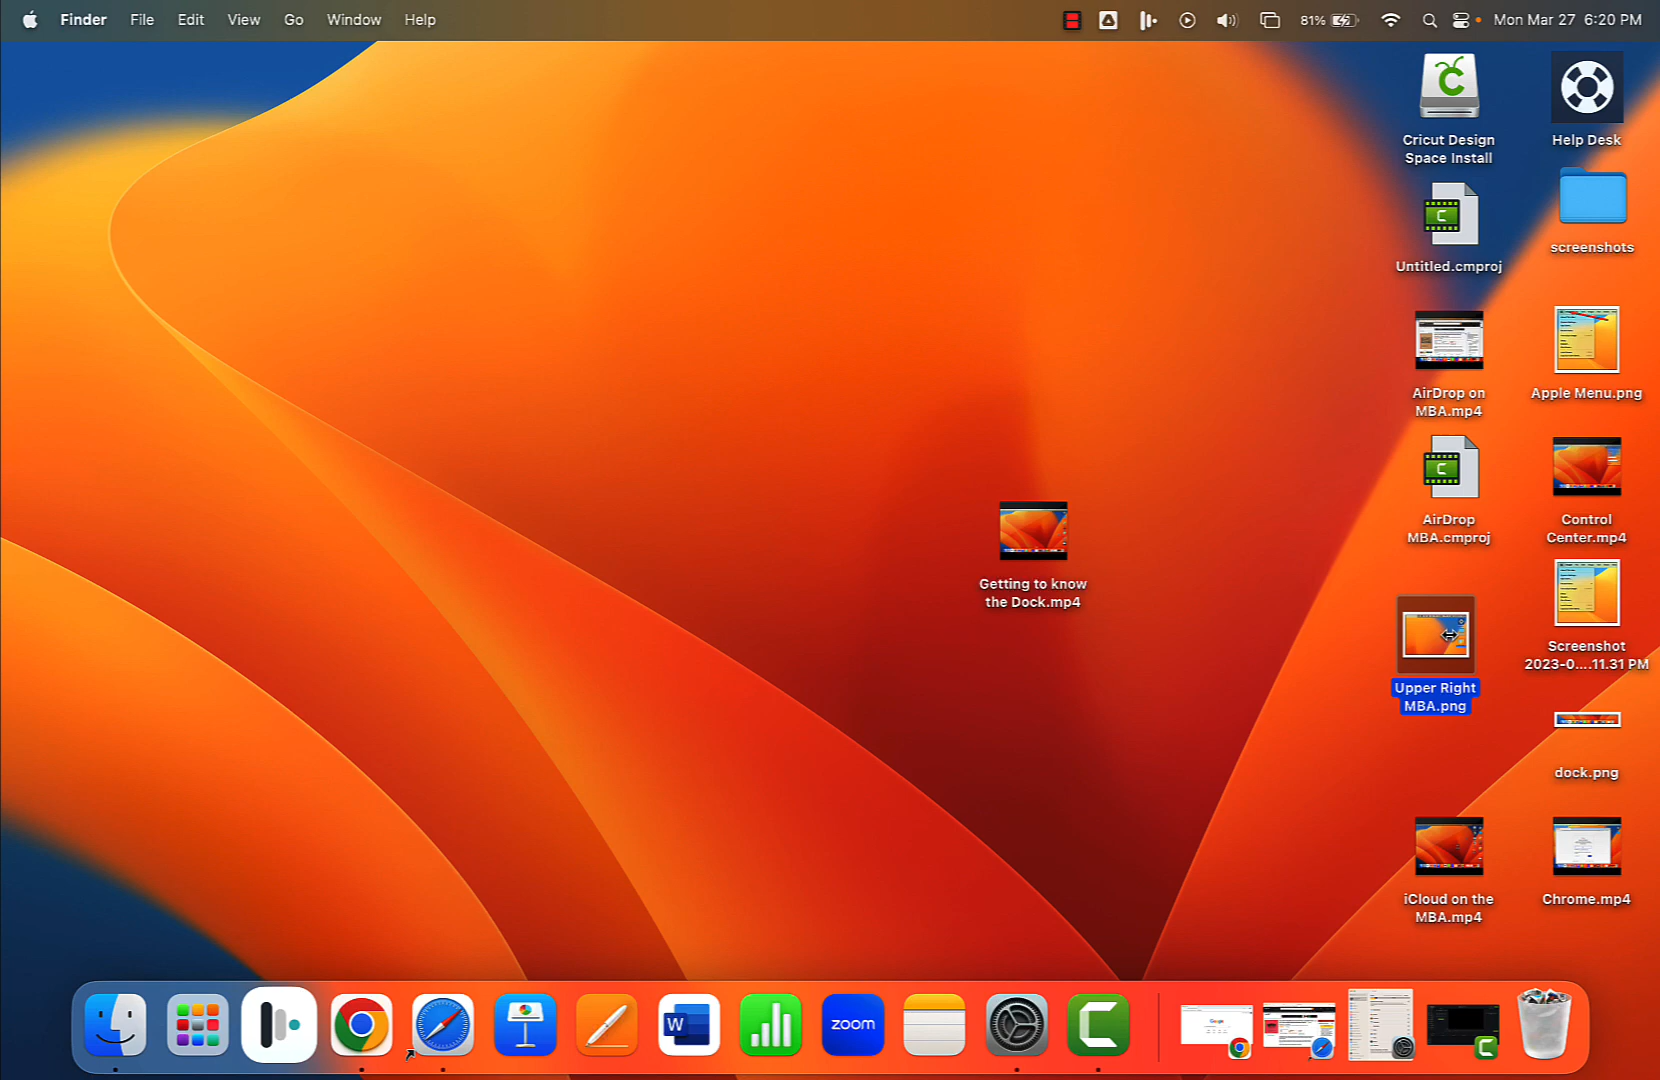 Finder File Edit View Go Window Help
81% Mon Mar 27 6:20 PM
Cricut Design
Space Install
Help Desk
Untitled.cmproj
screenshots
AirDrop on
MBA.mp4
Apple Menu.png
AirDrop
MBA.cmproj
Control
Center.mp4
Getting to know
the Dock.mp4
Upper Right
MBA.png
Screenshot
2023-0....11.31 PM
dock.png
iCloud on the
MBA.mp4
Chrome.mp4
W
zoom